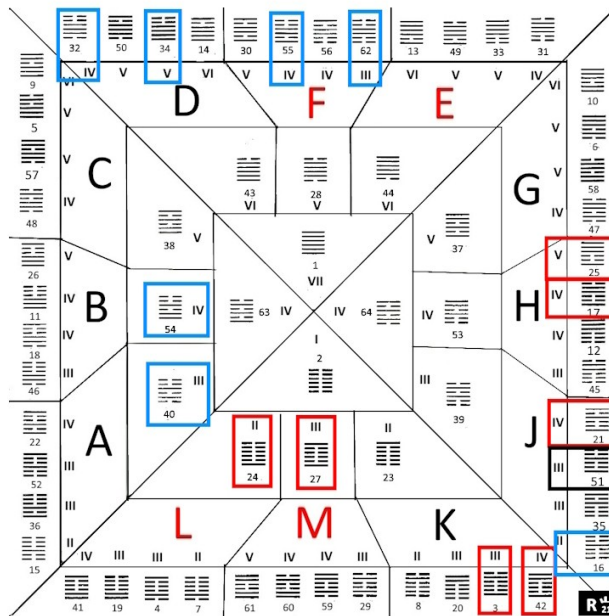 32 50 34 14 30 55 56 62 13 49 33 31
IV V V VI V IV IV III VI V V IV
9 VI D F E VI 10
5 V V 6
57 V C 43 28 44 G V 58
48 IV VI V VI IV 47
38 V V 37
26 V 1 V 25
VII
11 IV B 54 IV 63 IV IV 64 IV 53 H IV 17
18 IV I IV 12
46 III 2 III 45
22 IV A III 40 II III II III 39 J IV 21
52 III 24 27 23 III 51
36 III L M K III 35
15 II II 16
IV III III II V IV IV III II III III IV
41 19 4 7 61 60 59 29 8 20 3 42
R